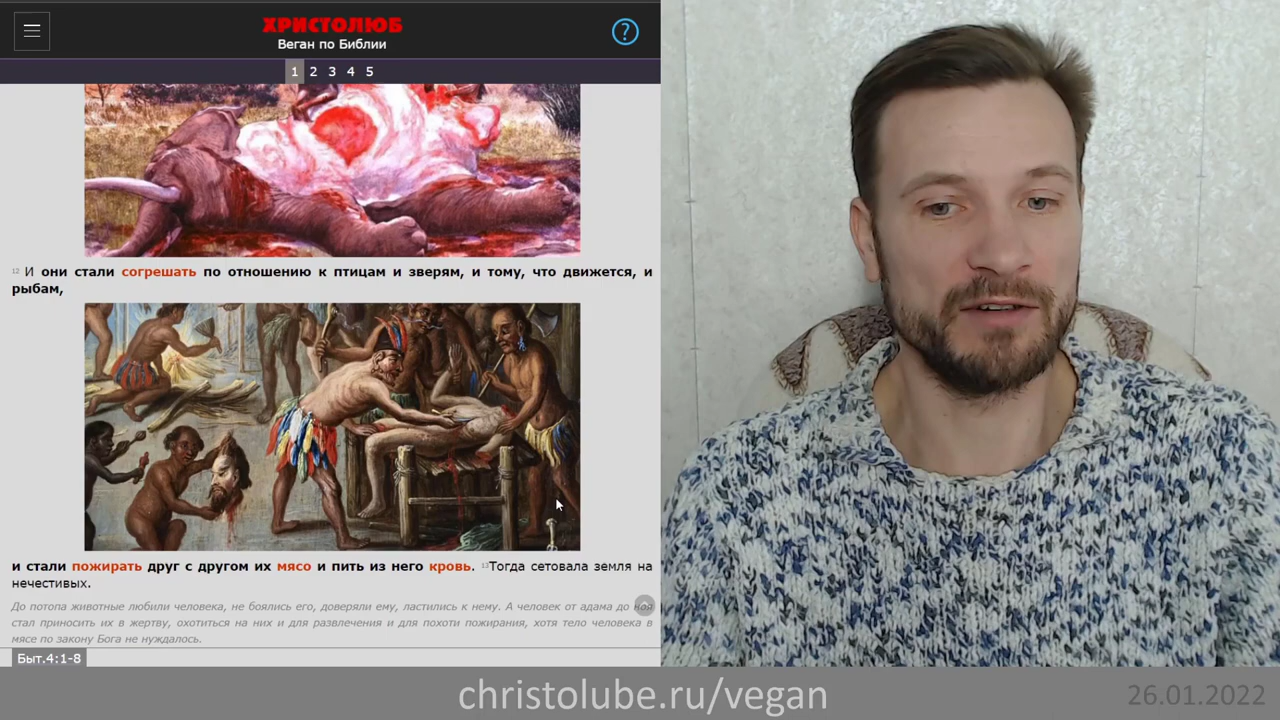 ХРИСТОЛЮБ
Веган по Библии
?
1 2 3 4 5
12 И они стали согрешать по отношению к птицам и зверям, и тому, что движется, и
рыбам,
и стали пожирать друг с другом их мясо и пить из него кровь. 13Тогда сетовала земля на
нечестивых.
До потопа животные любили человека, не боялись его, доверяли ему, ластились к нему. А человек от адама до ноя
стал приносить их в жертву, охотиться на них и для развлечения и для похоти пожирания, хотя тело человека в
мясе по закону Бога не нуждалось.
Быт.4:1-8
christolube.ru/vegan
26.01.2022